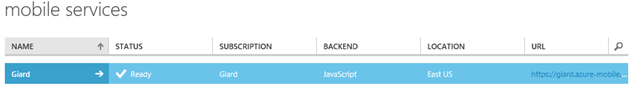 mobile services
NAME STATUS SUBSCRIPTION BACKEND LOCATION URL
Giard Ready Giard JavaScript East US https://giard.azure-mobile....